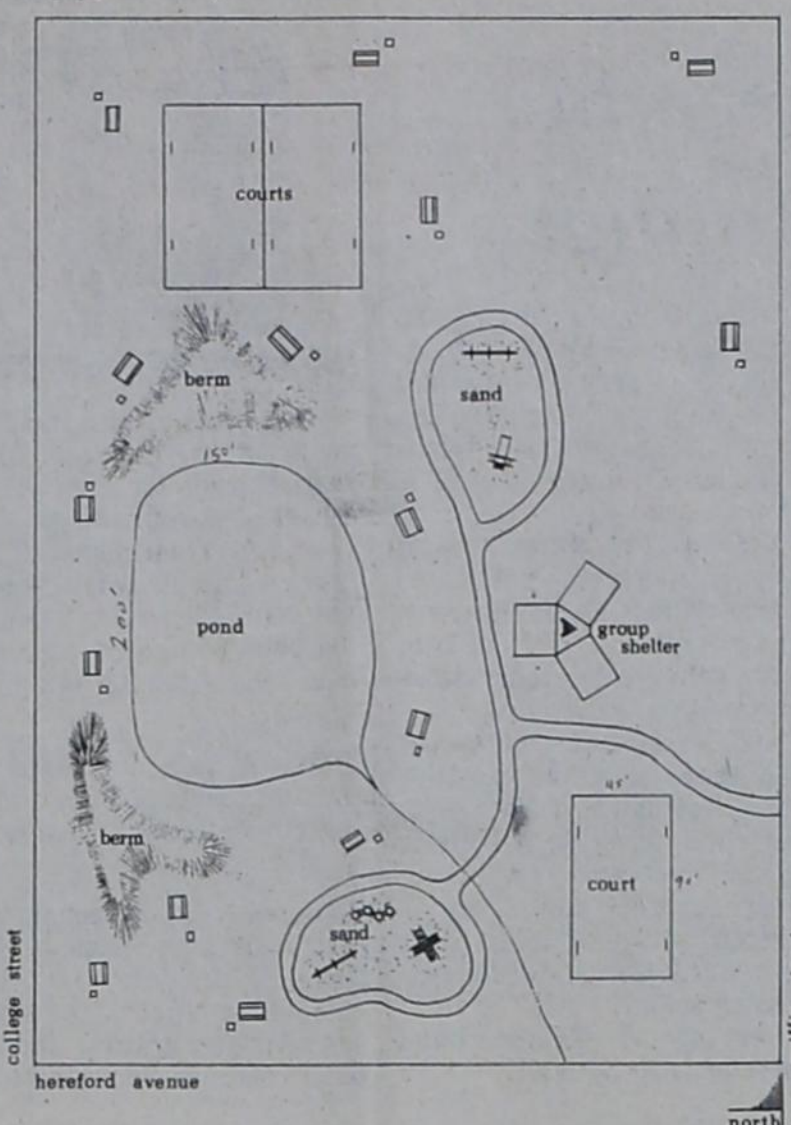 courts
berm
sand
150'
200'
pond
group
shelter
45'
berm
court
90'
sand
college street
hereford avenue
north